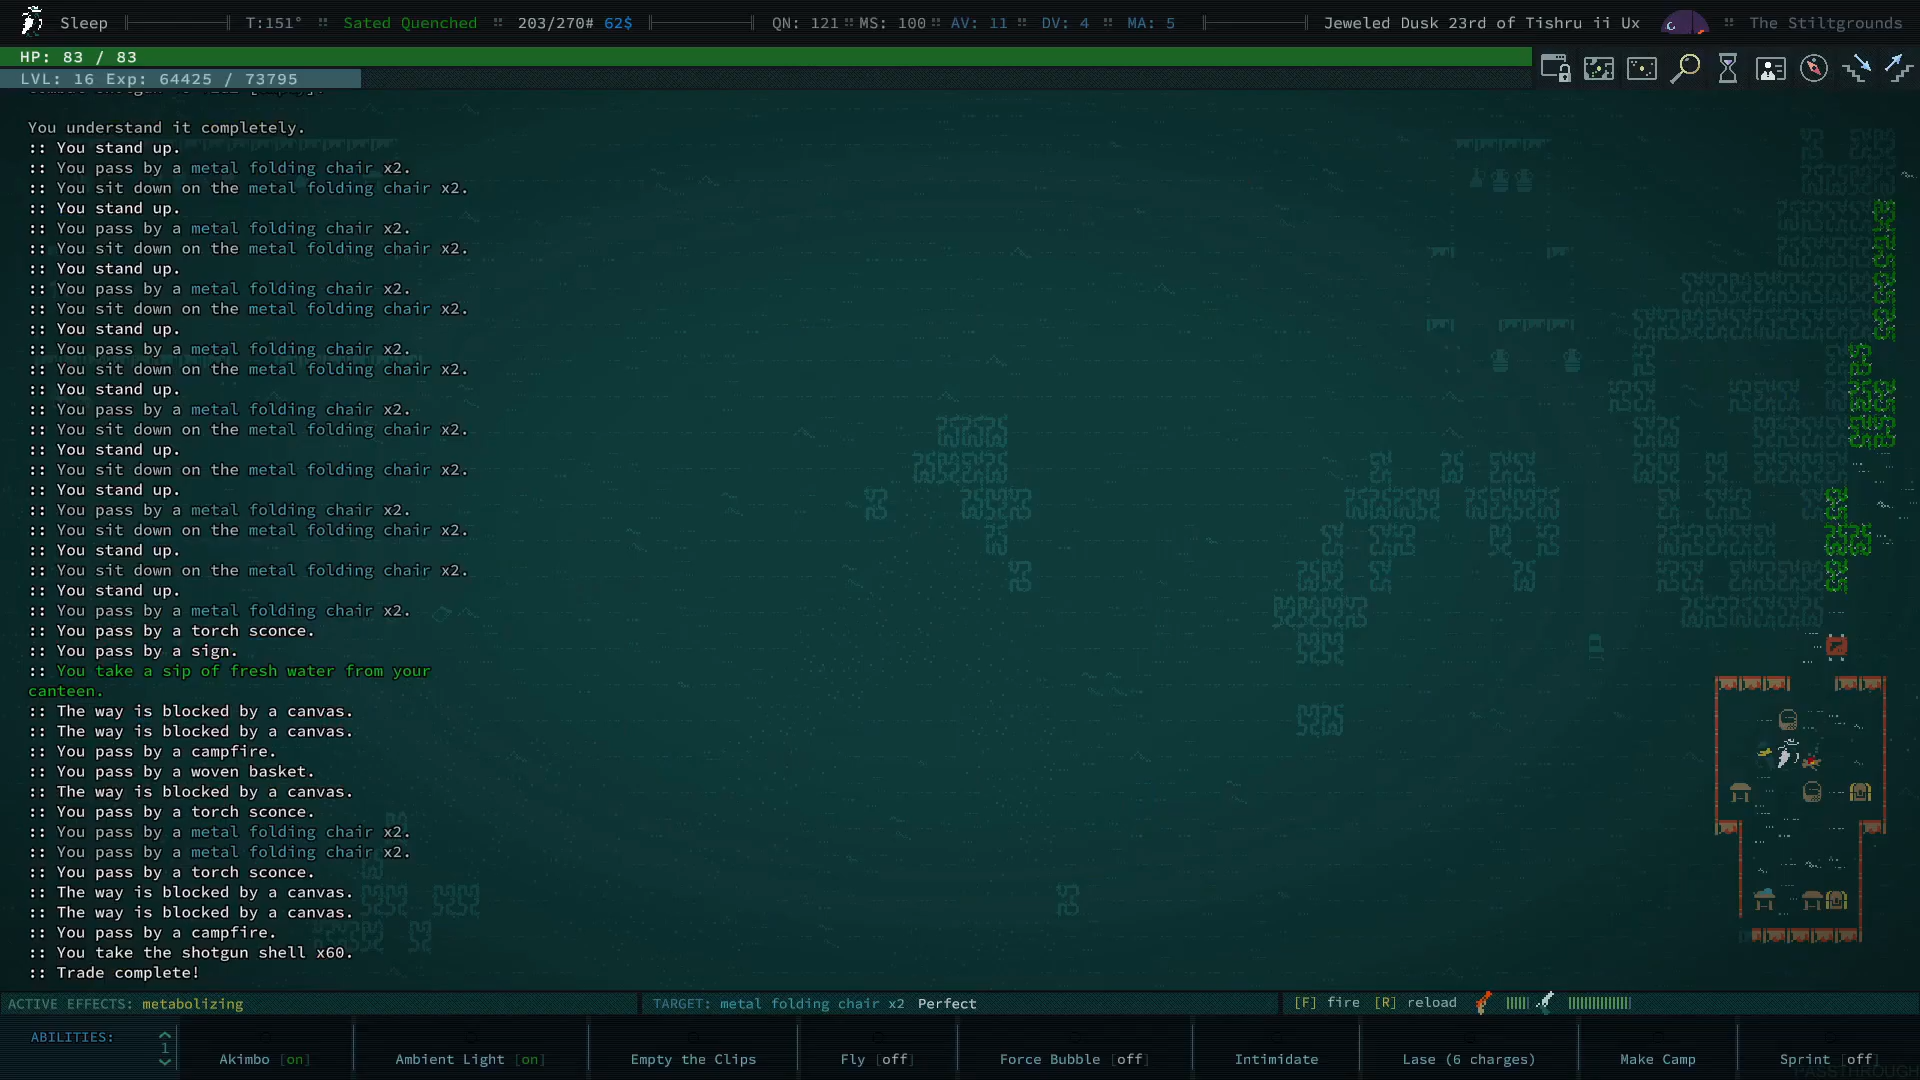 Sleep T:151° :: Sated Quenched :: 203/270# 62$ QN: 121 :: MS: 100 :: AV: 11 :: DV: 4 :: MA: 5 Jeweled Dusk 23rd of Tishru ii Ux :: The Stiltgrounds
HP: 83 / 83
LVL: 16 Exp: 64425 / 73795
You understand it completely.
:: You stand up.
:: You pass by a metal folding chair x2.
:: You sit down on the metal folding chair x2.
:: You stand up.
:: You pass by a metal folding chair x2.
:: You sit down on the metal folding chair x2.
:: You stand up.
:: You pass by a metal folding chair x2.
:: You sit down on the metal folding chair x2.
:: You stand up.
:: You pass by a metal folding chair x2.
:: You sit down on the metal folding chair x2.
:: You stand up.
:: You pass by a metal folding chair x2.
:: You sit down on the metal folding chair x2.
:: You stand up.
:: You sit down on the metal folding chair x2.
:: You stand up.
:: You pass by a metal folding chair x2.
:: You sit down on the metal folding chair x2.
:: You stand up.
:: You sit down on the metal folding chair x2.
:: You stand up.
:: You pass by a metal folding chair x2.
:: You pass by a torch sconce.
:: You pass by a sign.
:: You take a sip of fresh water from your
canteen.
:: The way is blocked by a canvas.
:: The way is blocked by a canvas.
:: You pass by a campfire.
:: You pass by a woven basket.
:: The way is blocked by a canvas.
:: You pass by a torch sconce.
:: You pass by a metal folding chair x2.
:: You pass by a metal folding chair x2.
:: You pass by a torch sconce.
:: The way is blocked by a canvas.
:: The way is blocked by a canvas.
:: You pass by a campfire.
:: You take the shotgun shell x60.
:: Trade complete!
ACTIVE EFFECTS: metabolizing TARGET: metal folding chair x2 Perfect [F] fire [R] reload
ABILITIES: 1 Akimbo [on] Ambient Light [on] Empty the Clips Fly [off] Force Bubble [off] Intimidate Lase (6 charges) Make Camp Sprint [off]
PASSTHROUGH